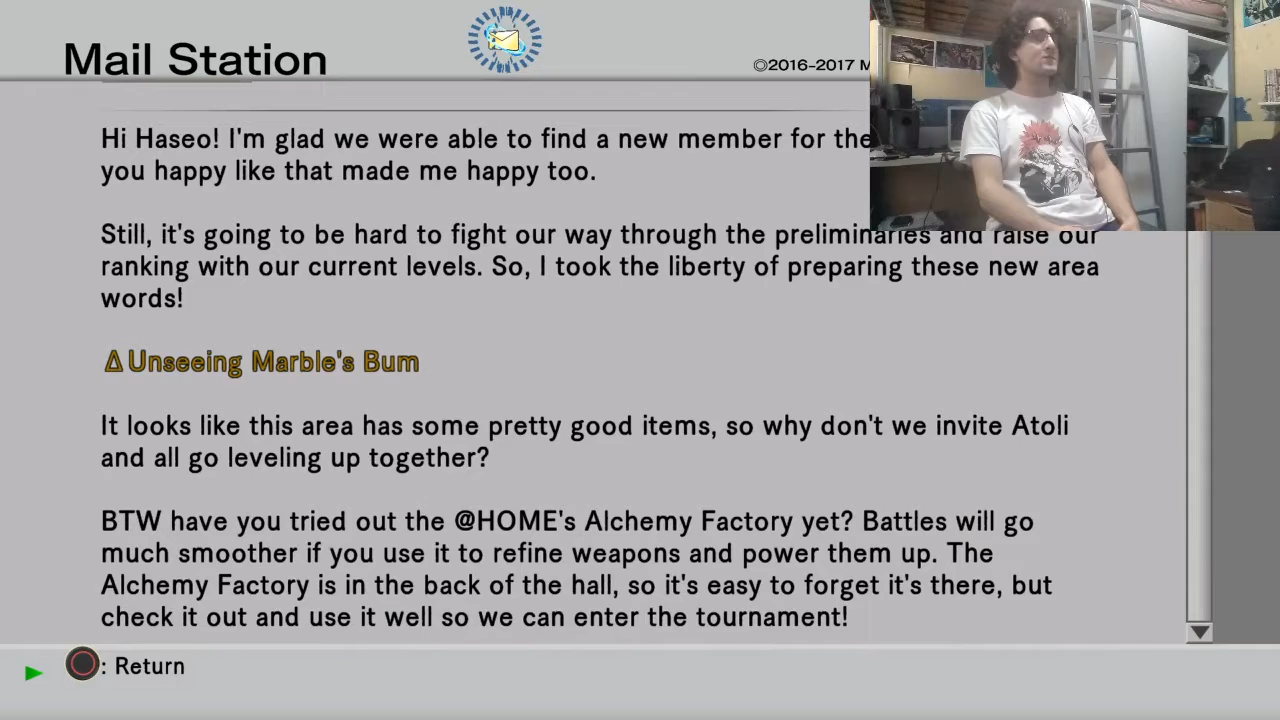 Mail Station
©2016-2017 M
Hi Haseo! I'm glad we were able to find a new member for the
you happy like that made me happy too.
Still, it's going to be hard to fight our way through the preliminaries and raise our
ranking with our current levels. So, I took the liberty of preparing these new area
words!
Δ Unseeing Marble's Bum
It looks like this area has some pretty good items, so why don't we invite Atoli
and all go leveling up together?
BTW have you tried out the @HOME's Alchemy Factory yet? Battles will go
much smoother if you use it to refine weapons and power them up. The
Alchemy Factory is in the back of the hall, so it's easy to forget it's there, but
check it out and use it well so we can enter the tournament!
: Return